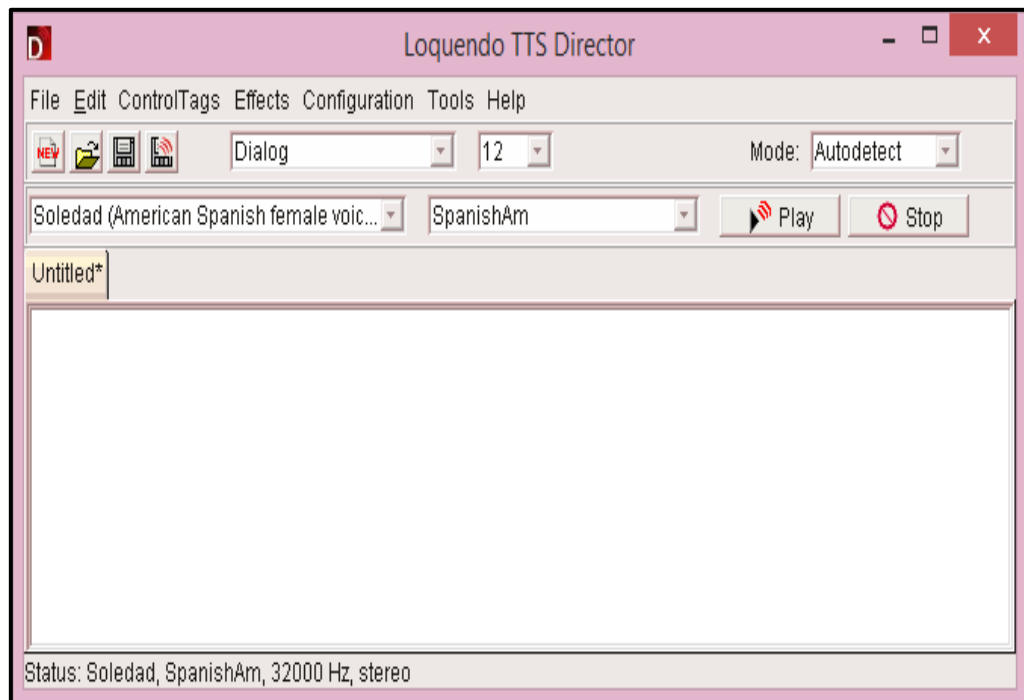 D Loquendo TTS Director X
File Edit ControlTags Effects Configuration Tools Help
NEW Dialog 12 Mode: Autodetect
Soledad (American Spanish female voic... SpanishAm Play Stop
Untitled*
Status: Soledad, SpanishAm, 32000 Hz, stereo